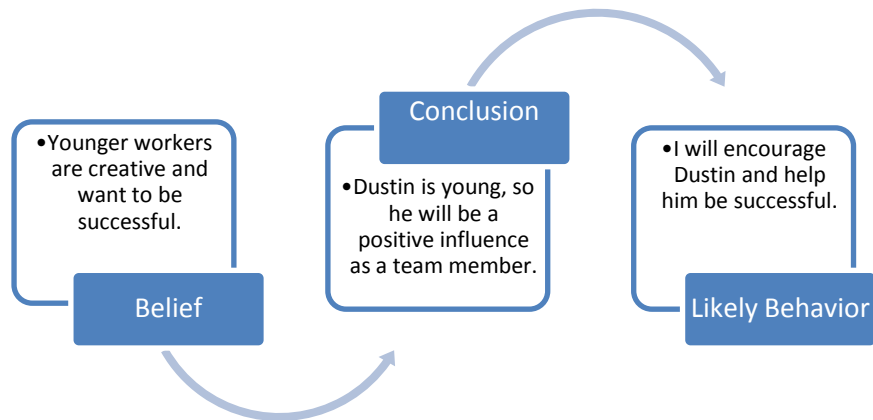 •Younger workers
are creative and
want to be
successful.
Belief
Conclusion
•Dustin is young, so
he will be a
positive influence
as a team member.
•I will encourage
Dustin and help
him be successful.
Likely Behavior